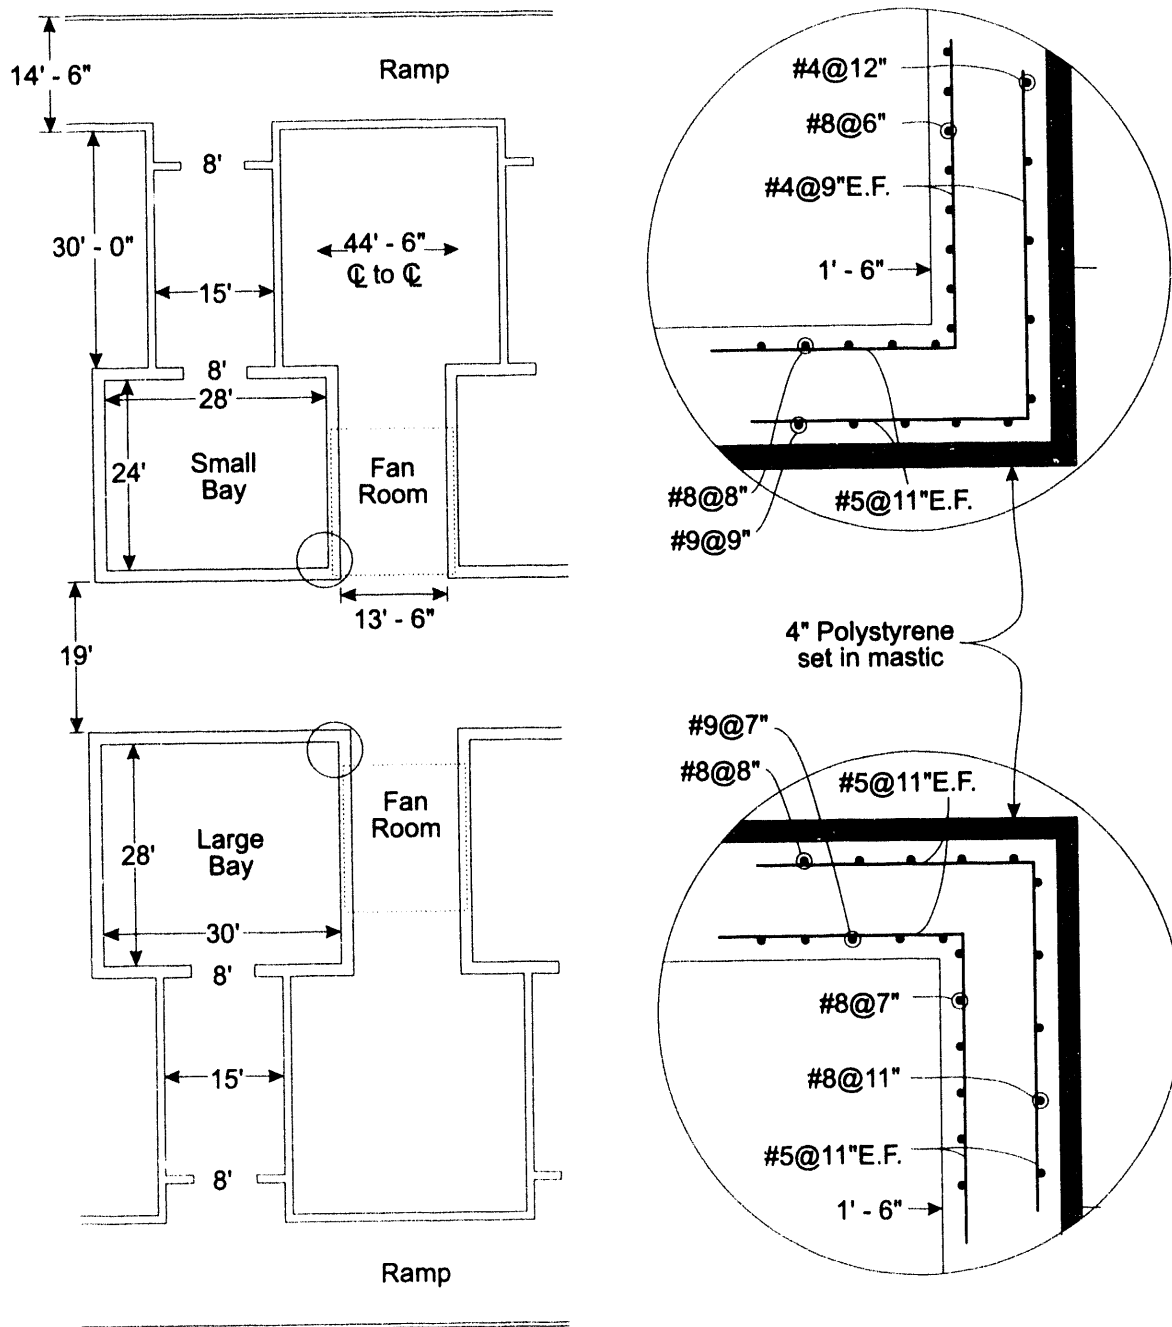 14' - 6"
Ramp
8'
30' - 0"
44' - 6"
℄ to ℄
15'
8'
28'
24'
Small
Bay
Fan
Room
13' - 6"
19'
Fan
Room
Large
Bay
28'
30'
8'
15'
8'
Ramp
#4@12"
#8@6"
#4@9"E.F.
1' - 6"
#8@8"
#5@11"E.F.
#9@9"
4" Polystyrene
set in mastic
#9@7"
#8@8"
#5@11"E.F.
#8@7"
#8@11"
#5@11"E.F.
1' - 6"